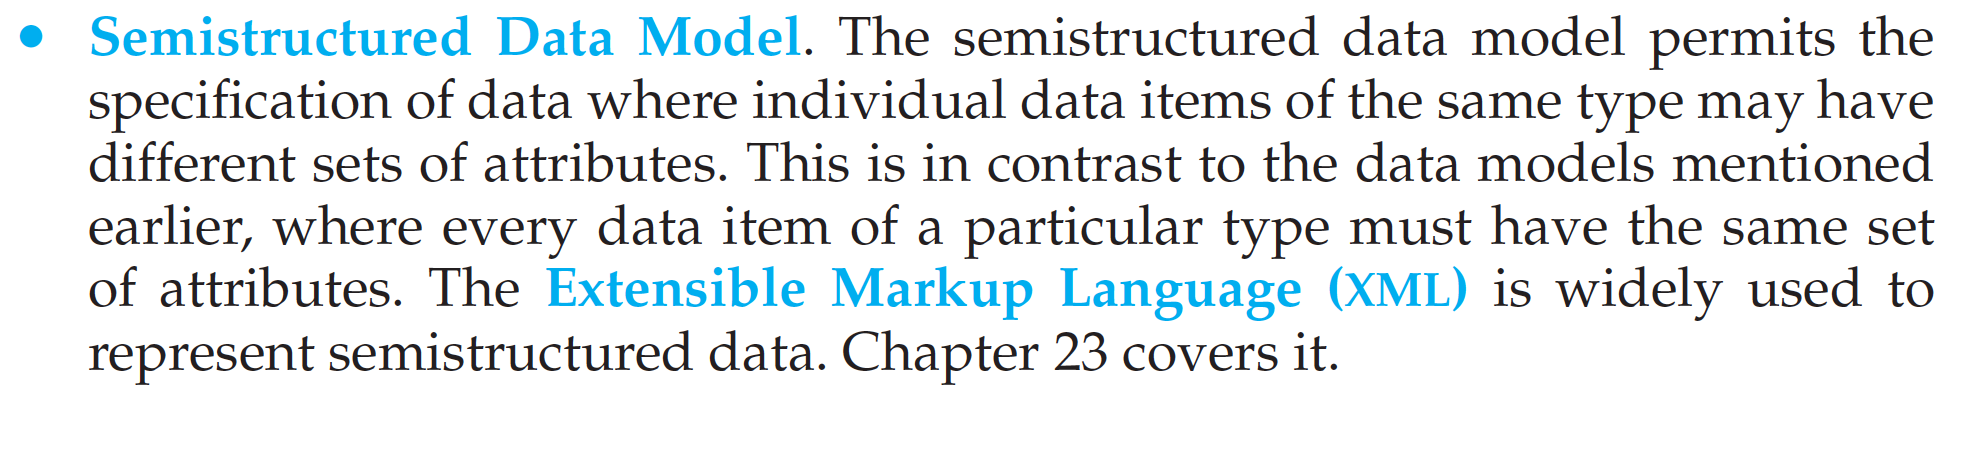 • Semistructured Data Model. The semistructured data model permits the
specification of data where individual data items of the same type may have
different sets of attributes. This is in contrast to the data models mentioned
earlier, where every data item of a particular type must have the same set
of attributes. The Extensible Markup Language (XML) is widely used to
represent semistructured data. Chapter 23 covers it.